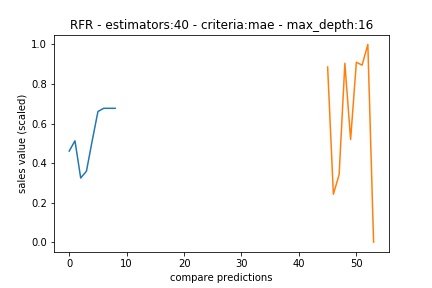 RFR - estimators:40 - criteria:mae - max_depth:16
1.0
0.8
0.6
0.4
0.2
0.0
sales value (scaled)
0 10 20 30 40 50
compare predictions